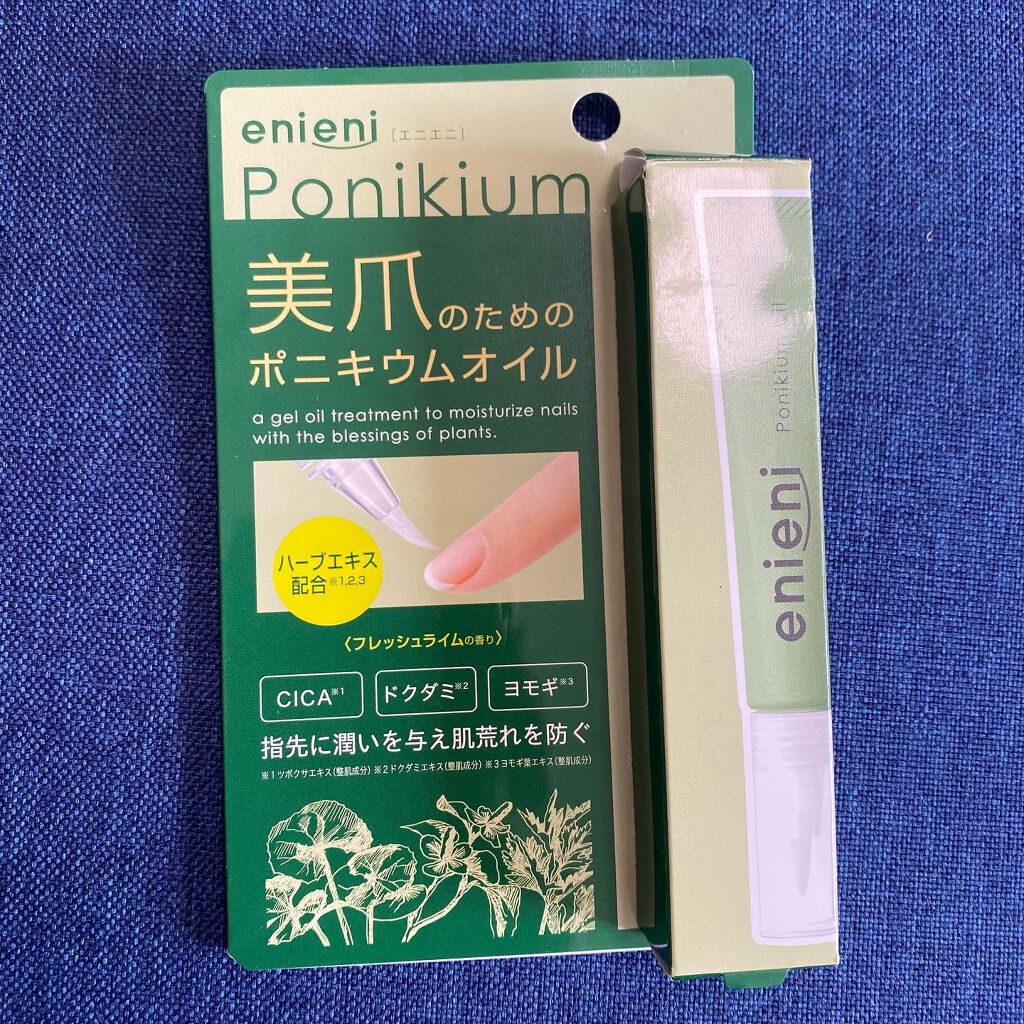 enieni [エニエニ]
Ponikium
美爪のための
ポニキウムオイル
a gel oil treatment to moisturize nails
with the blessings of plants.
ハーブエキス
配合※1,2,3
〈フレッシュライムの香り〉
CICA※1 ドクダミ※2 ヨモギ※3
指先に潤いを与え肌荒れを防ぐ
※1ツボクサエキス(整肌成分) ※2ドクダミエキス(整肌成分) ※3ヨモギ葉エキス(整肌成分)
enieni
Ponikium